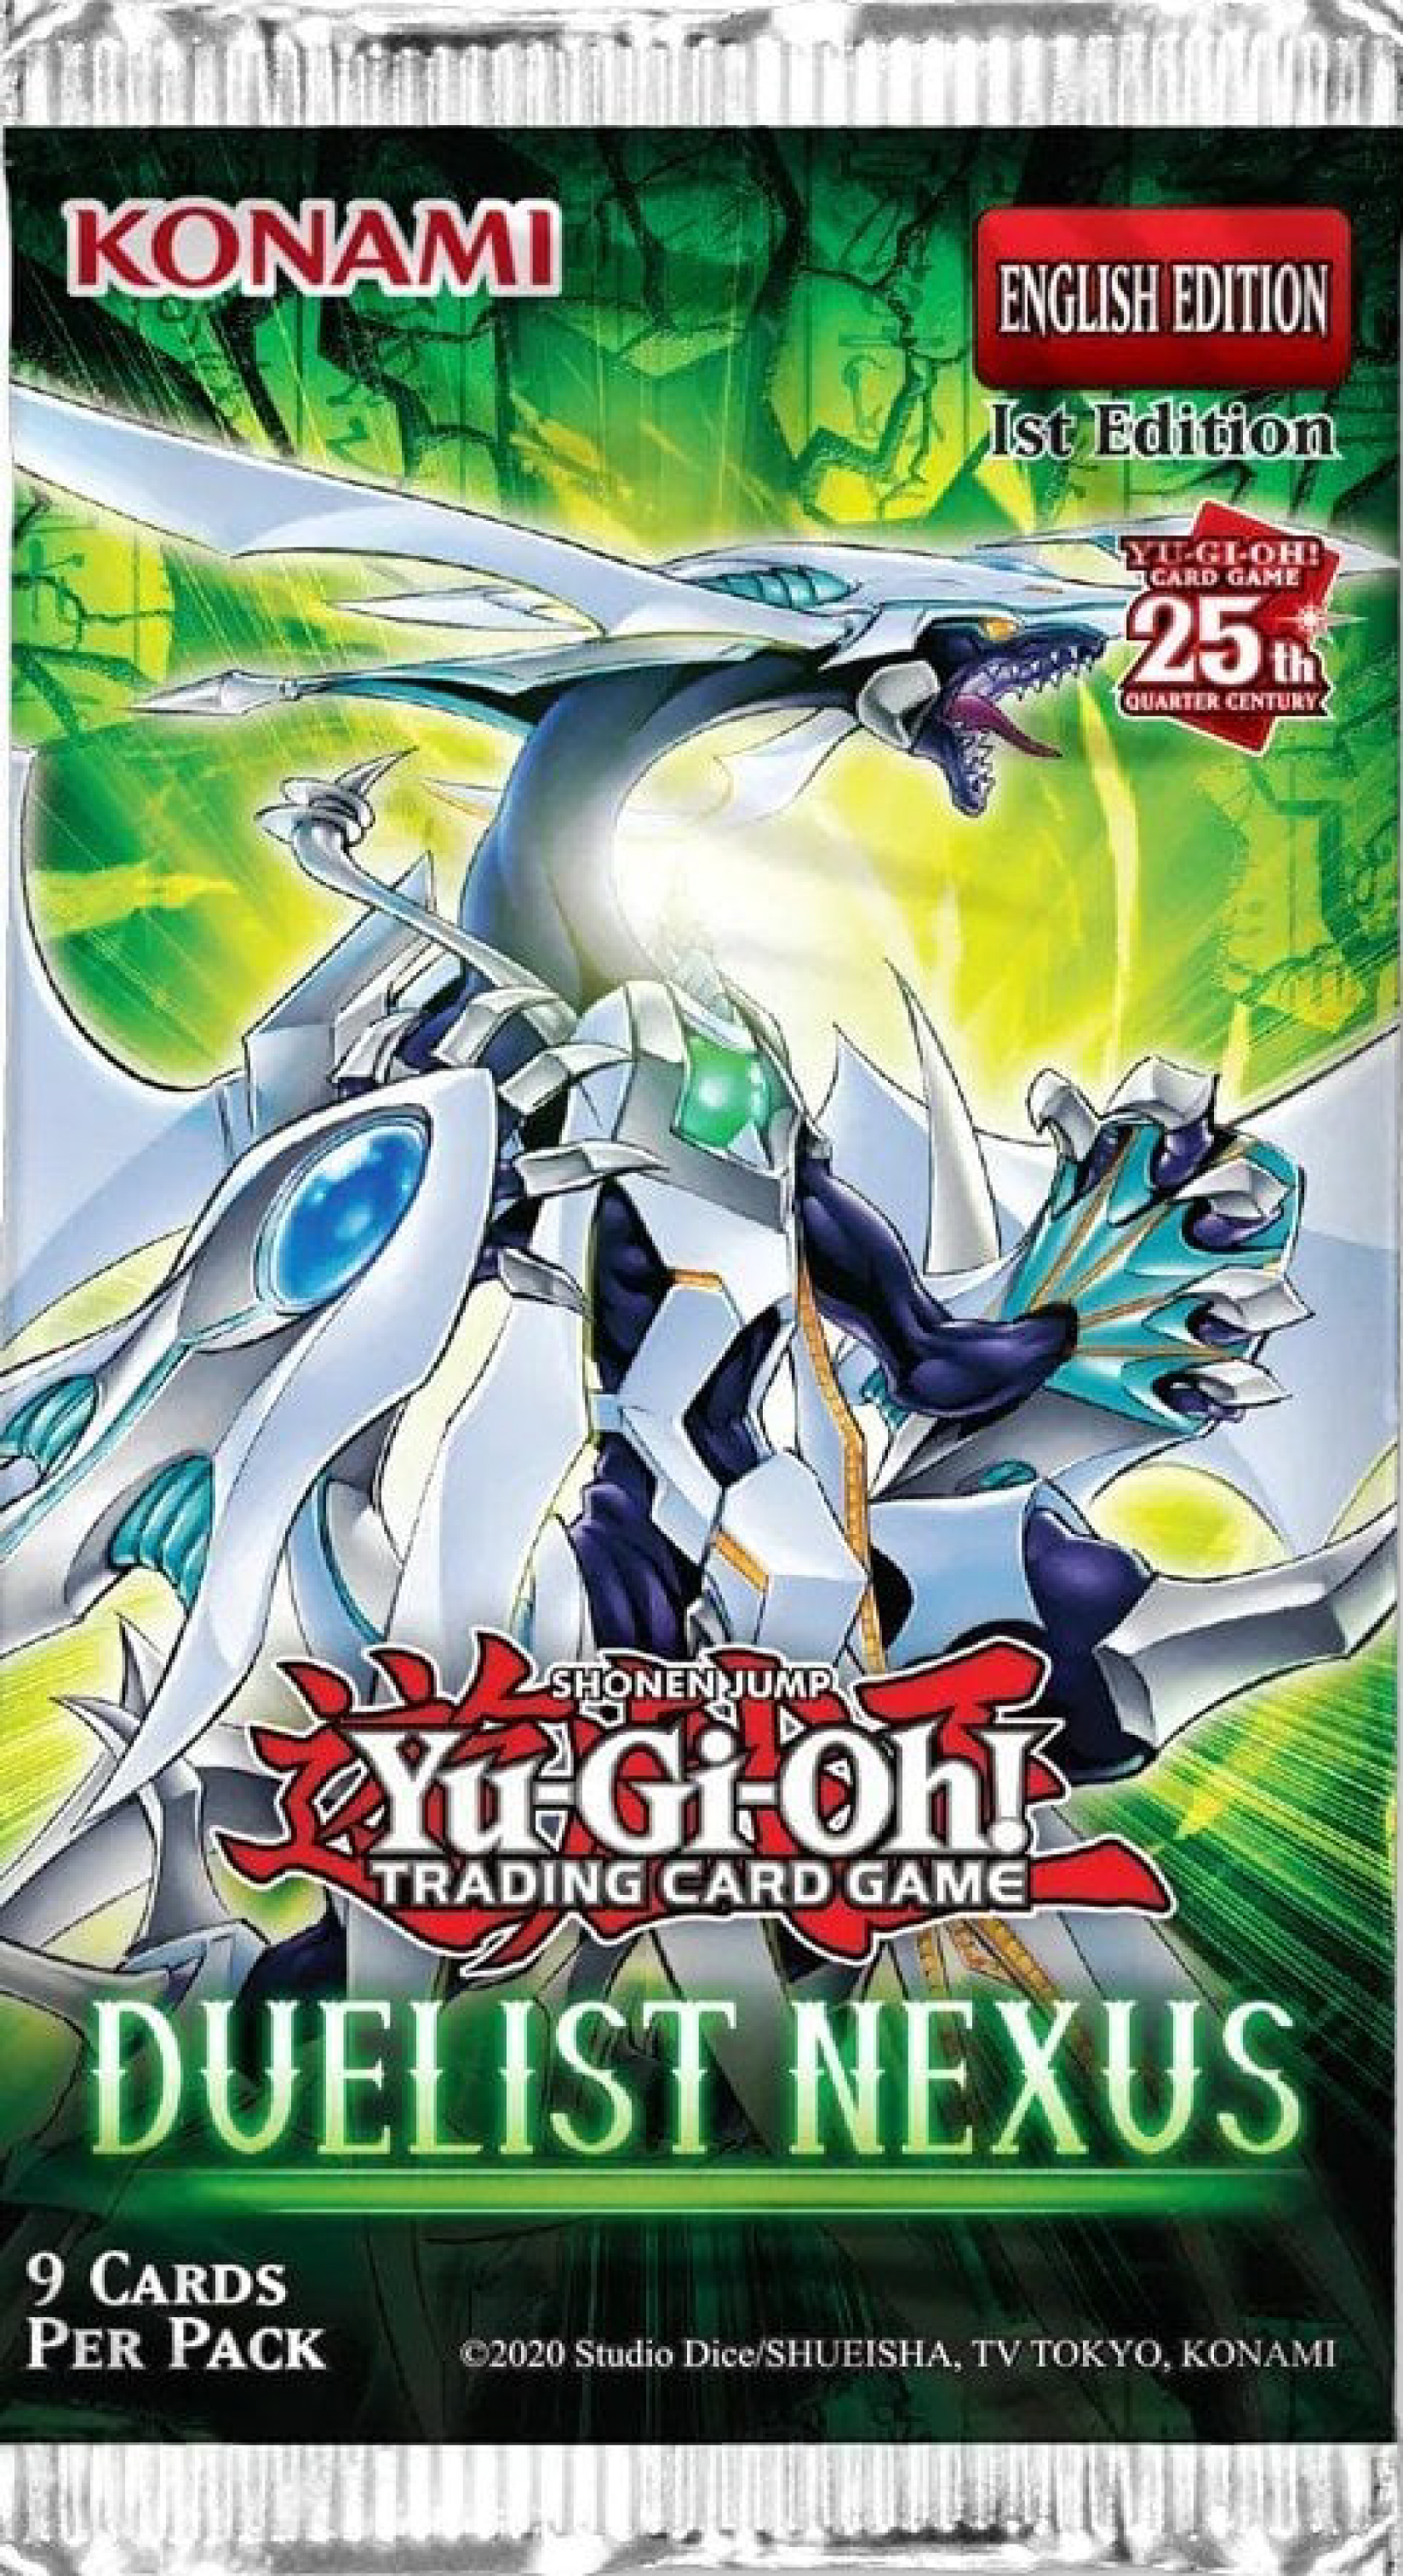 KONAMI
ENGLISH EDITION
1st Edition
YU-GI-OH!
CARD GAME
25th
QUARTER CENTURY
SHONEN JUMP
Yu-Gi-Oh!
TRADING CARD GAME
DUELIST NEXUS
9 CARDS
PER PACK
©2020 Studio Dice/SHUEISHA, TV TOKYO, KONAMI